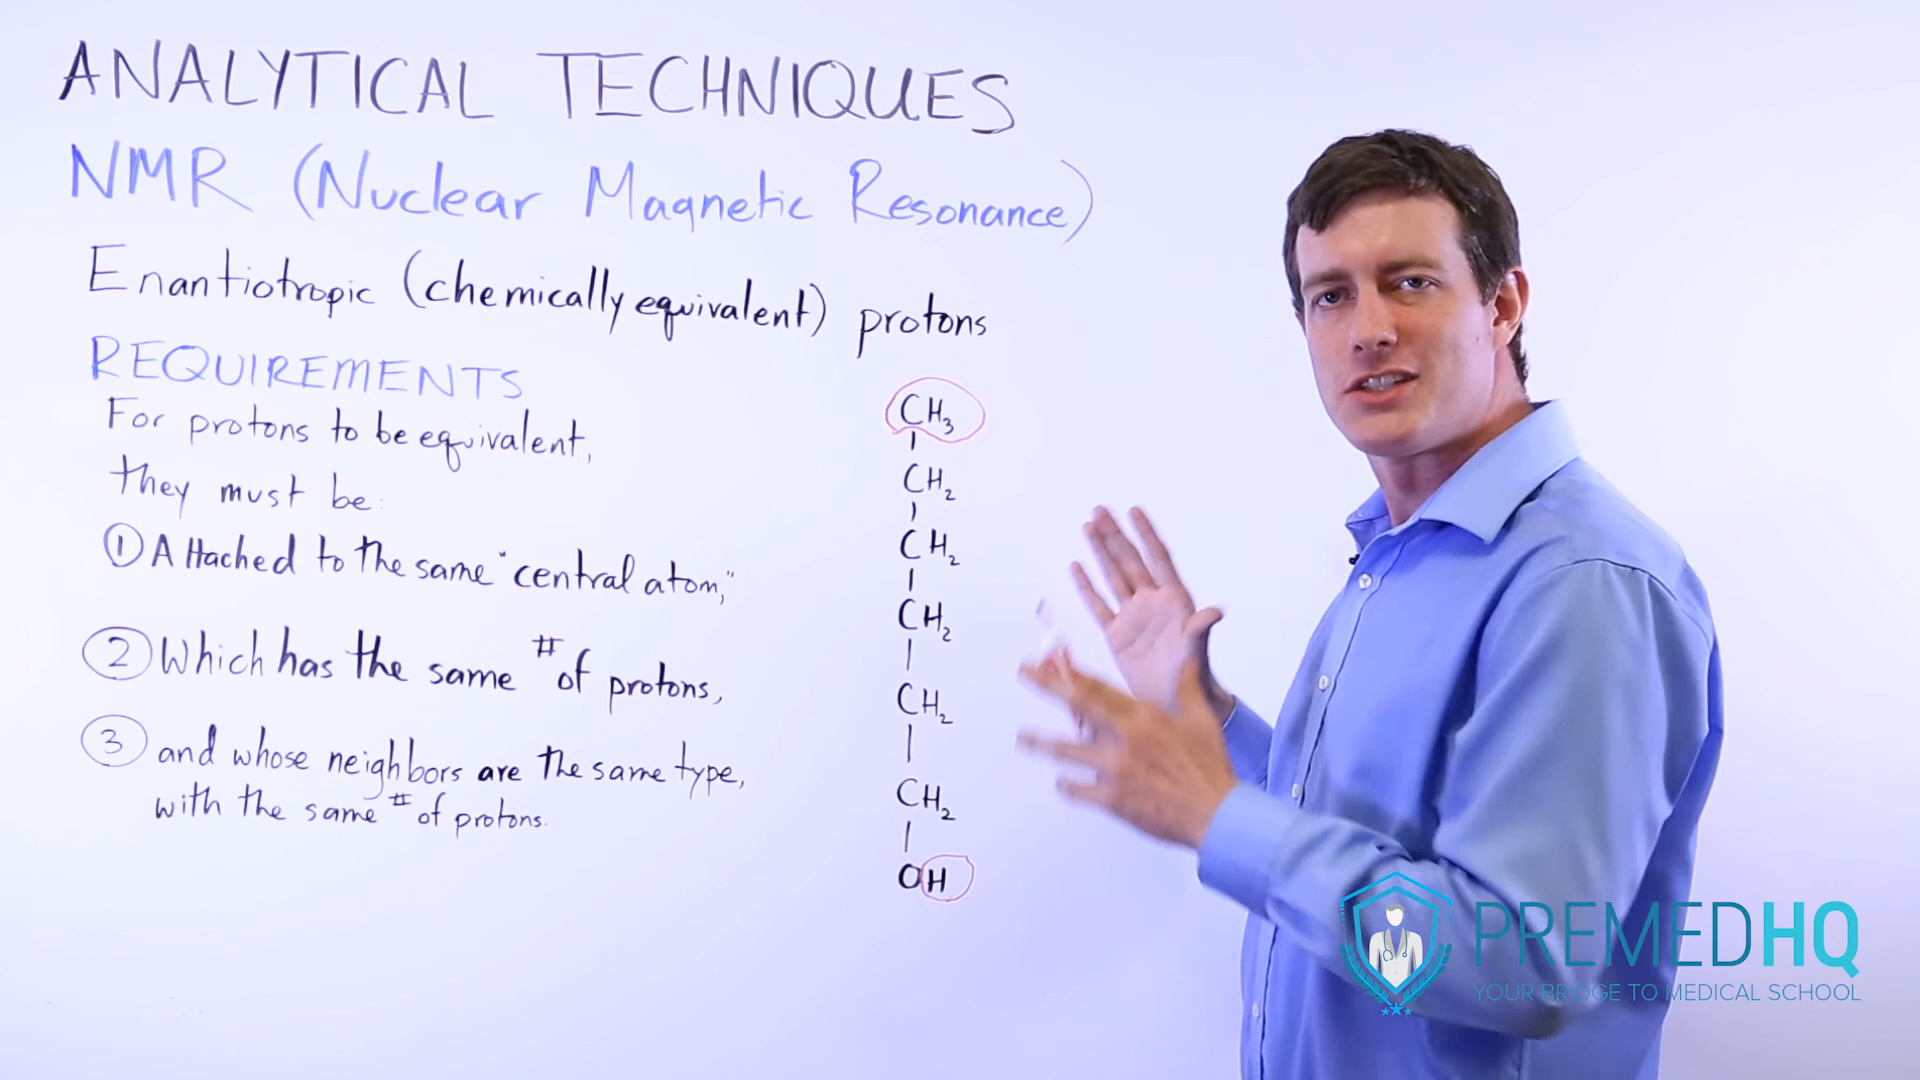 ANALYTICAL TECHNIQUES
NMR (Nuclear Magnetic Resonance)
Enantiotropic (chemically equivalent) protons
REQUIREMENTS
For protons to be equivalent,
they must be:
① Attached to the same "central atom,"
② Which has the same # of protons,
③ and whose neighbors are the same type,
with the same # of protons.
CH₃
CH₂
CH₂
CH₂
CH₂
CH₂
OH
PREMEDHQ
YOUR BRIDGE TO MEDICAL SCHOOL